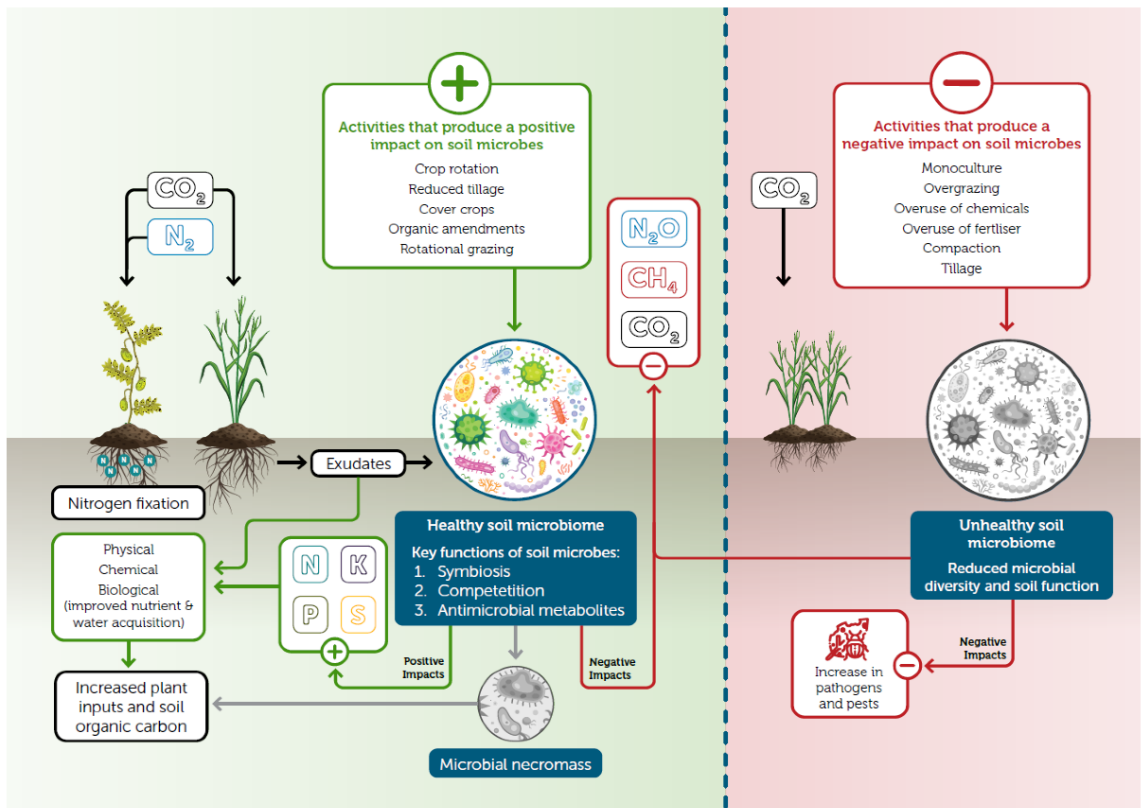 Activities that produce a positive
impact on soil microbes
Crop rotation
Reduced tillage
Cover crops
Organic amendments
Rotational grazing
Activities that produce a
negative impact on soil microbes
Monoculture
Overgrazing
Overuse of chemicals
Overuse of fertliser
Compaction
Tillage
CO₂
N₂
N₂O
CH₄
CO₂
CO₂
N
N
N
N
N
Nitrogen fixation
Exudates
Physical
Chemical
Biological
(improved nutrient &
water acquisition)
N
K
P
S
Healthy soil microbiome
Key functions of soil microbes:
1. Symbiosis
2. Competetition
3. Antimicrobial metabolites
Positive
Impacts
Negative
Impacts
Increased plant
inputs and soil
organic carbon
Microbial necromass
Unhealthy soil
microbiome
Reduced microbial
diversity and soil function
Negative
Impacts
Increase in
pathogens
and pests